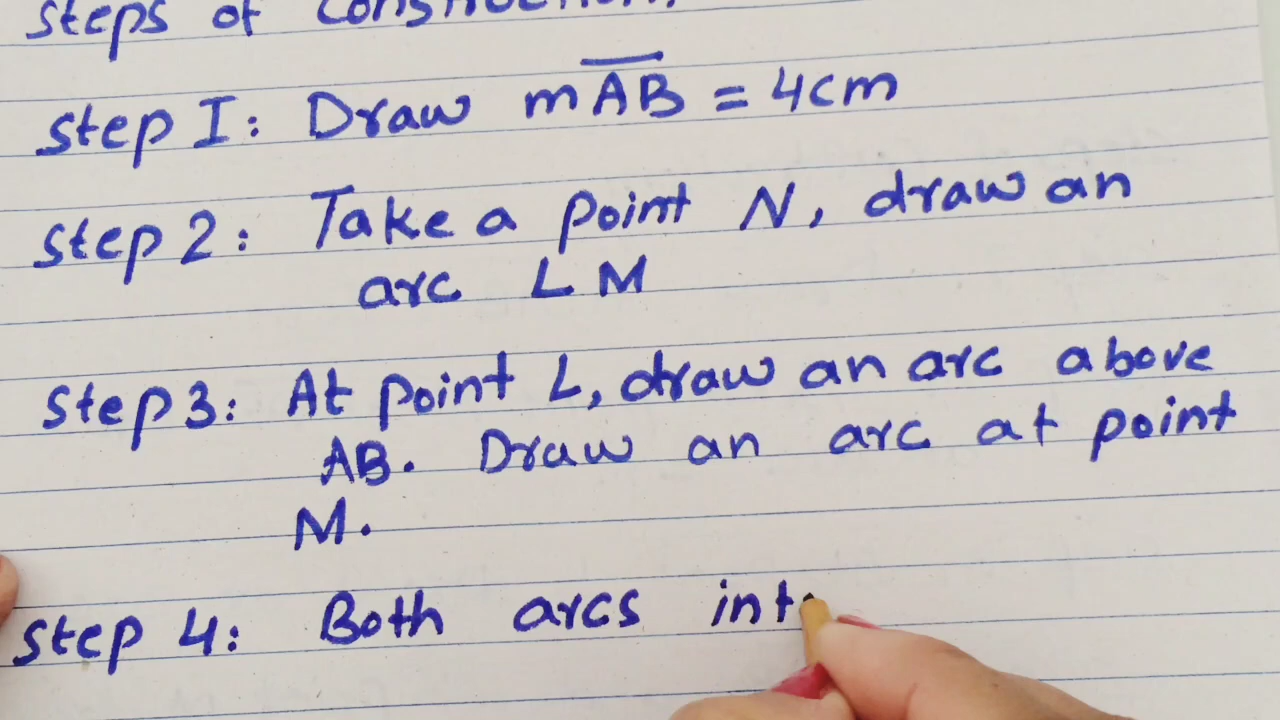 Steps of Construction:
Step I: Draw mAB = 4cm
Step 2: Take a point N, draw an
arc LM
Step 3: At point L, draw an arc above
AB. Draw an arc at point
M.
Step 4: Both arcs int